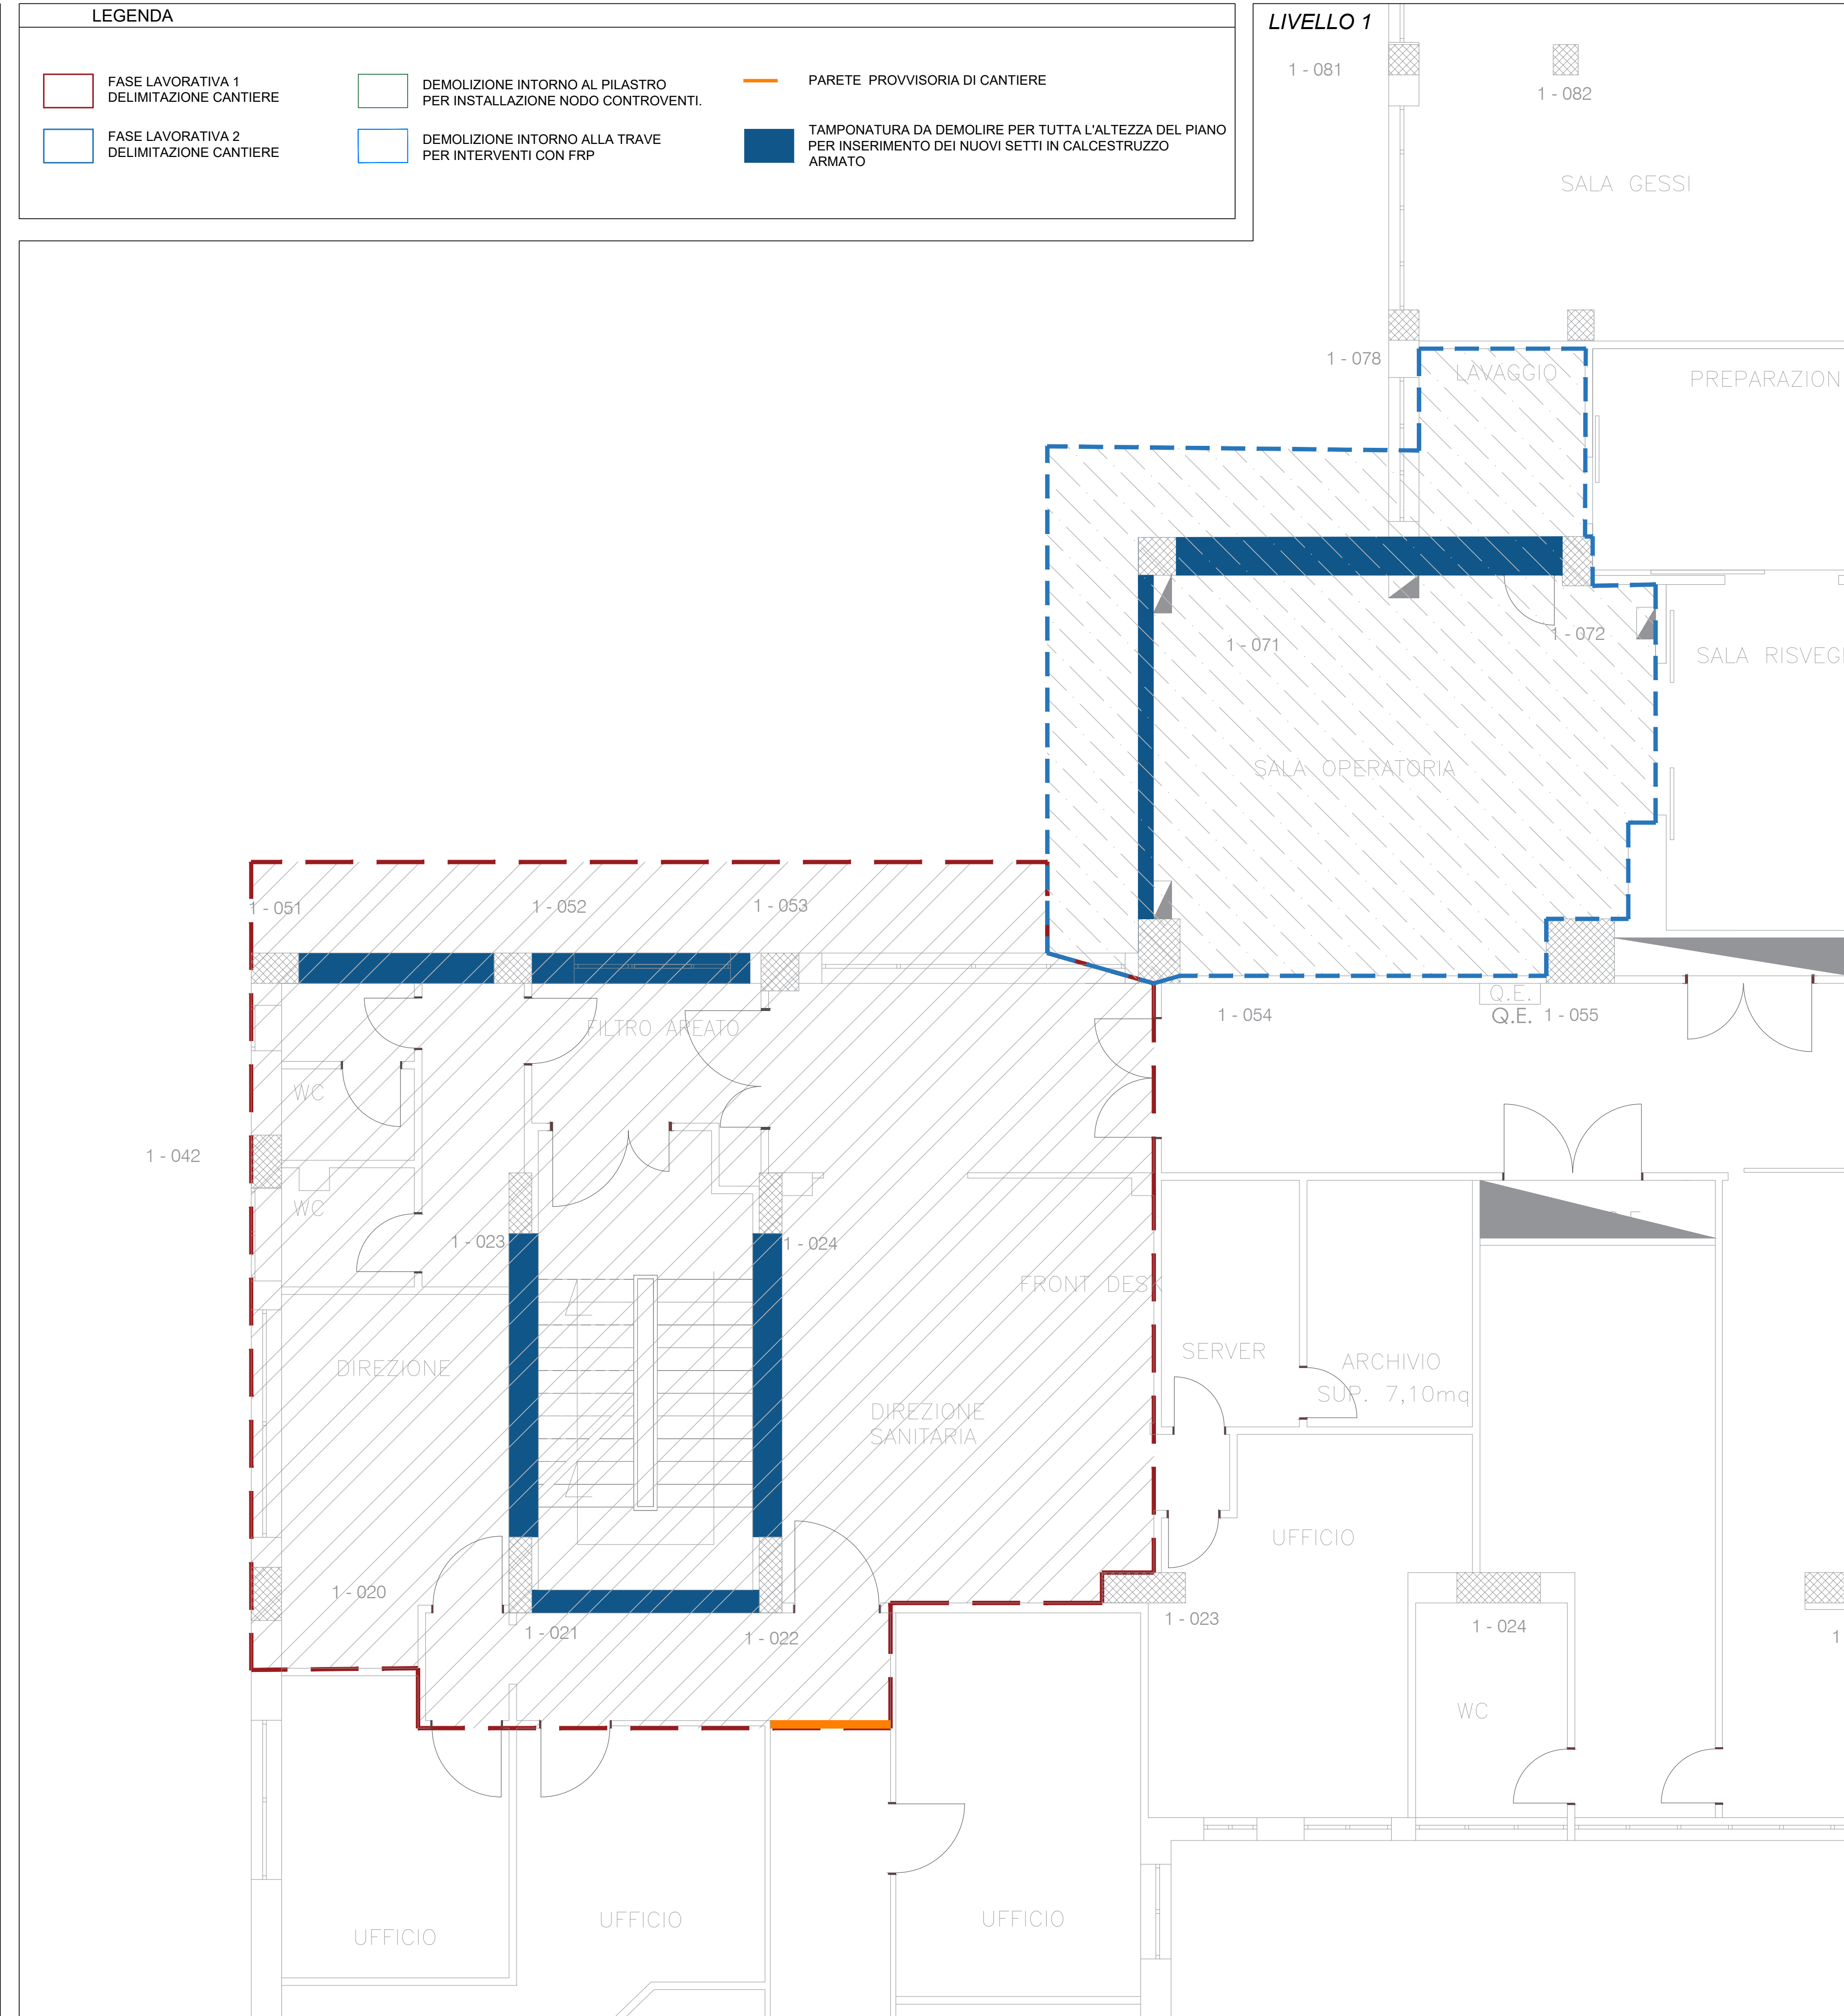 LEGENDA
FASE LAVORATIVA 1
DELIMITAZIONE CANTIERE
FASE LAVORATIVA 2
DELIMITAZIONE CANTIERE
DEMOLIZIONE INTORNO AL PILASTRO
PER INSTALLAZIONE NODO CONTROVENTI.
DEMOLIZIONE INTORNO ALLA TRAVE
PER INTERVENTI CON FRP
PARETE PROVVISORIA DI CANTIERE
TAMPONATURA DA DEMOLIRE PER TUTTA L'ALTEZZA DEL PIANO
PER INSERIMENTO DEI NUOVI SETTI IN CALCESTRUZZO
ARMATO
LIVELLO 1
1 - 081
1 - 082
SALA GESSI
1 - 078
LAVAGGIO
PREPARAZION
1 - 071
1 - 072
SALA RISVEG
SALA OPERATORIA
1 - 051
1 - 052
1 - 053
Q.E.
Q.E.
1 - 054
1 - 055
FILTRO AREATO
WC
1 - 042
WC
1 - 023
1 - 024
FRONT DESK
SERVER
ARCHIVIO
SUP. 7,10mq
DIREZIONE
DIREZIONE
SANITARIA
UFFICIO
1 - 020
1 - 021
1 - 022
1 - 023
1 - 024
1
WC
UFFICIO
UFFICIO
UFFICIO